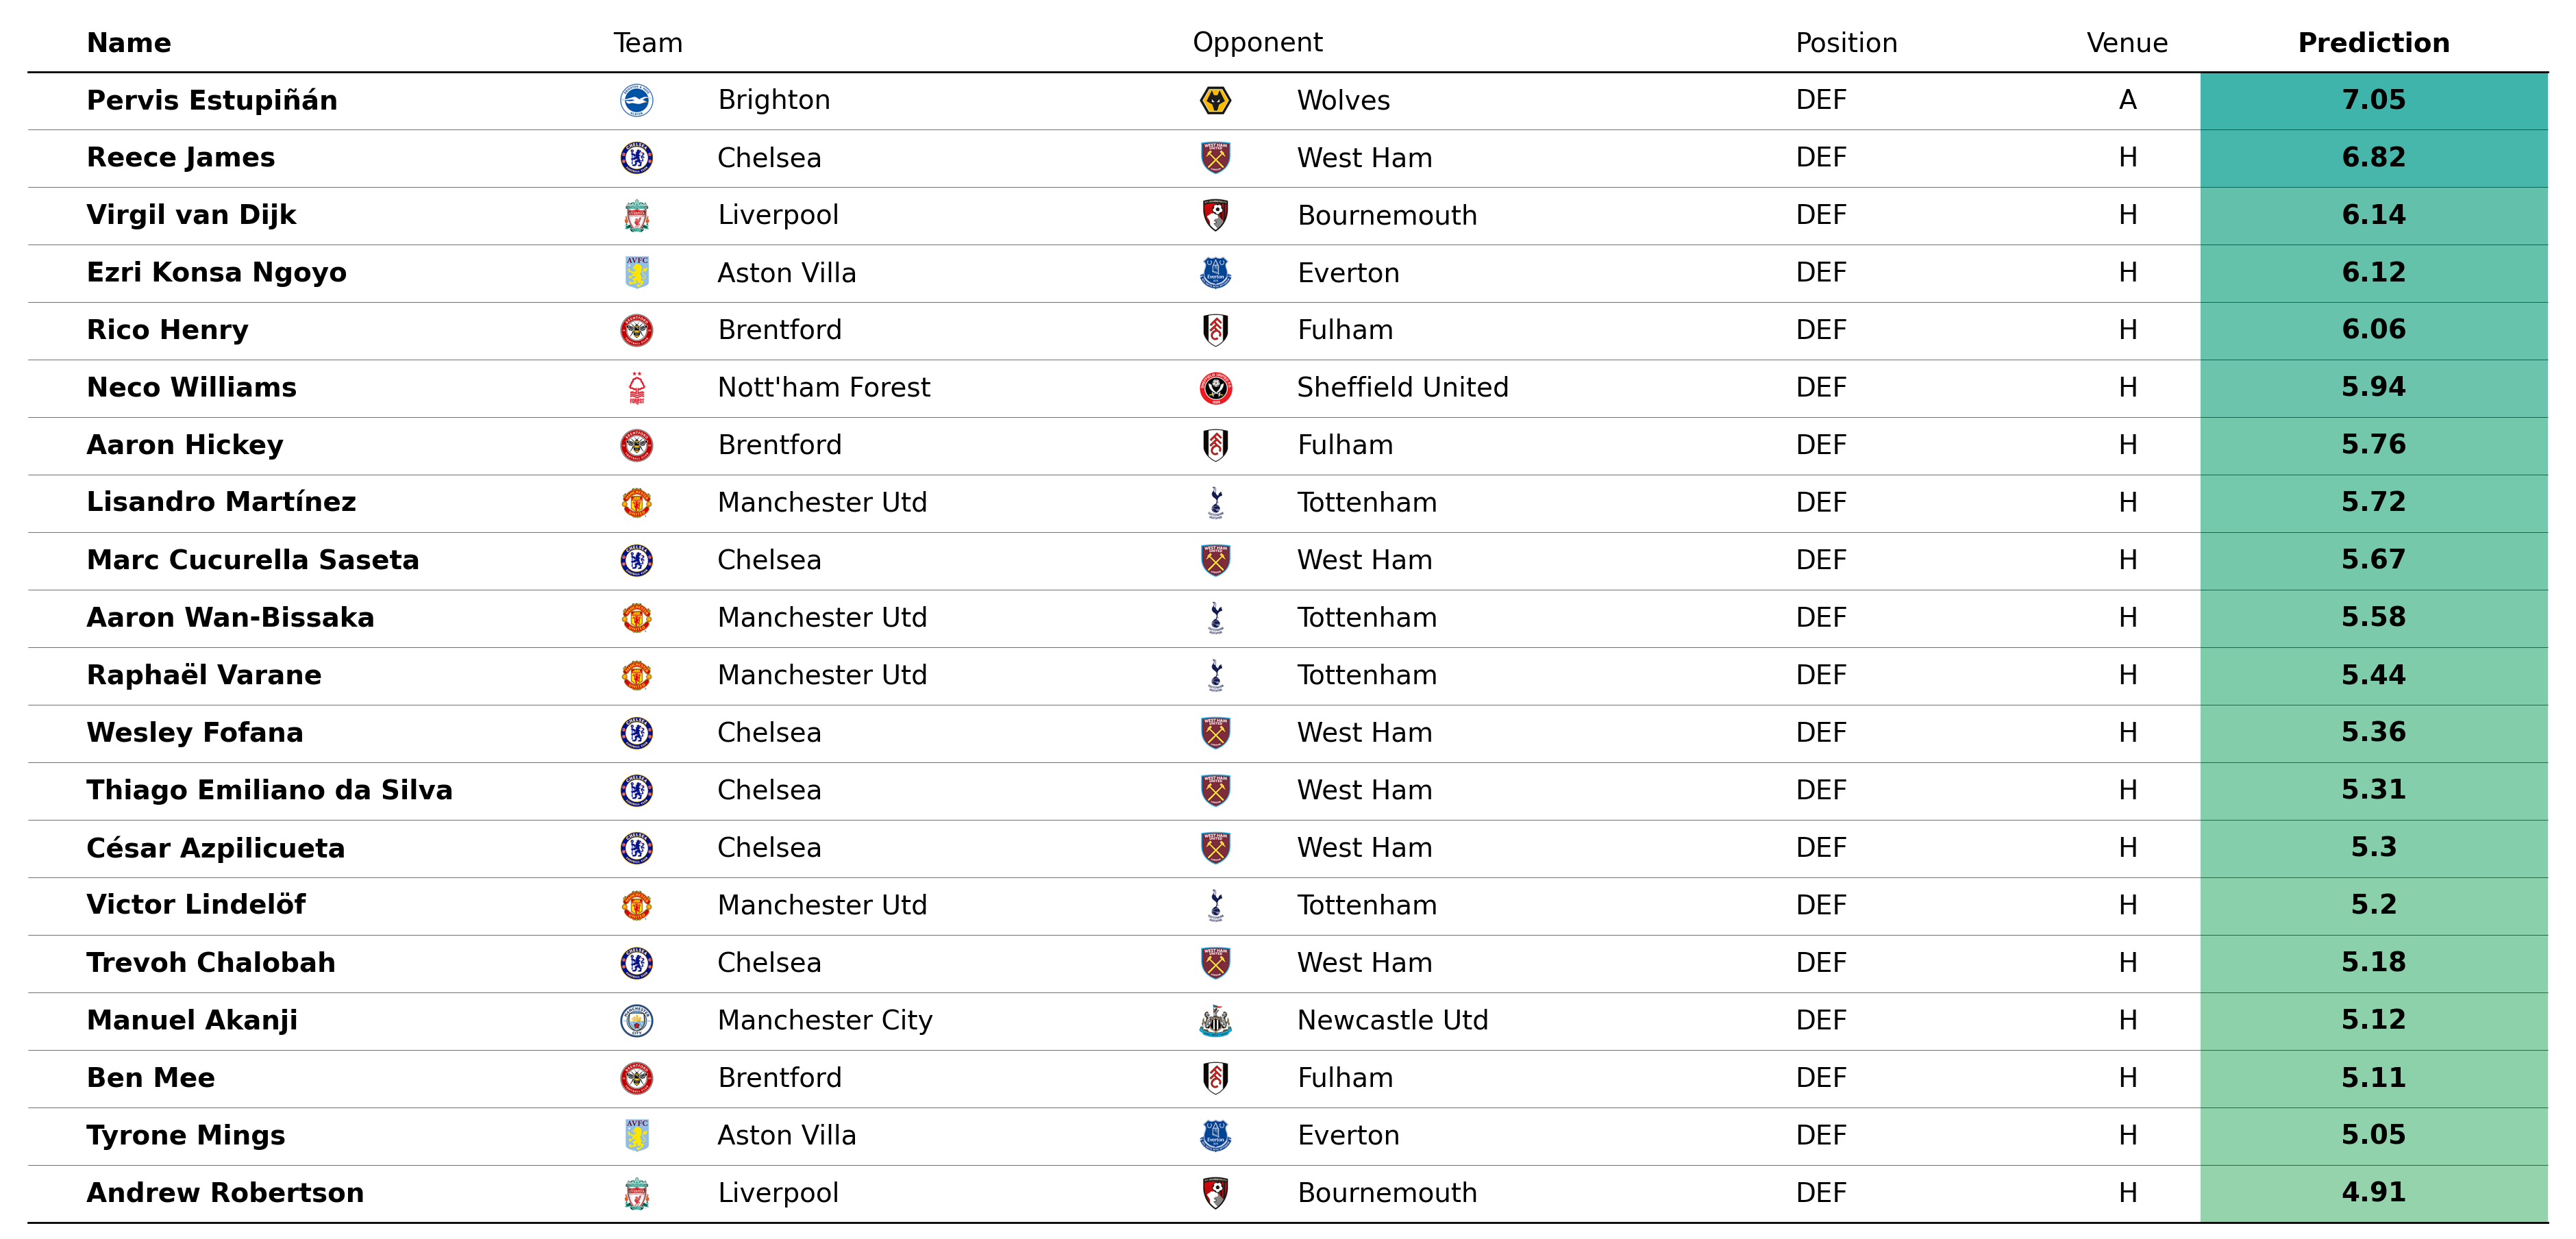 Name Team Opponent Position Venue Prediction
Pervis Estupiñán Brighton Wolves DEF A 7.05
Reece James Chelsea West Ham DEF H 6.82
Virgil van Dijk Liverpool Bournemouth DEF H 6.14
Ezri Konsa Ngoyo Aston Villa Everton DEF H 6.12
Rico Henry Brentford Fulham DEF H 6.06
Neco Williams Nott'ham Forest Sheffield United DEF H 5.94
Aaron Hickey Brentford Fulham DEF H 5.76
Lisandro Martínez Manchester Utd Tottenham DEF H 5.72
Marc Cucurella Saseta Chelsea West Ham DEF H 5.67
Aaron Wan-Bissaka Manchester Utd Tottenham DEF H 5.58
Raphaël Varane Manchester Utd Tottenham DEF H 5.44
Wesley Fofana Chelsea West Ham DEF H 5.36
Thiago Emiliano da Silva Chelsea West Ham DEF H 5.31
César Azpilicueta Chelsea West Ham DEF H 5.3
Victor Lindelöf Manchester Utd Tottenham DEF H 5.2
Trevoh Chalobah Chelsea West Ham DEF H 5.18
Manuel Akanji Manchester City Newcastle Utd DEF H 5.12
Ben Mee Brentford Fulham DEF H 5.11
Tyrone Mings Aston Villa Everton DEF H 5.05
Andrew Robertson Liverpool Bournemouth DEF H 4.91